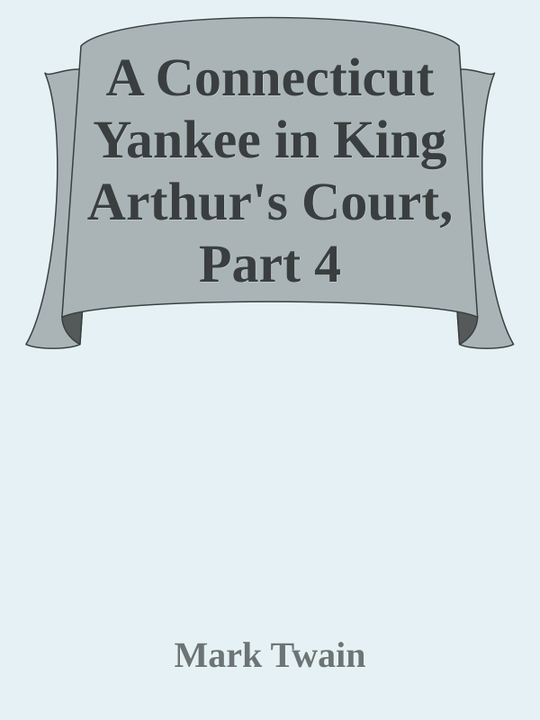 A Connecticut
Yankee in King
Arthur's Court,
Part 4
Mark Twain